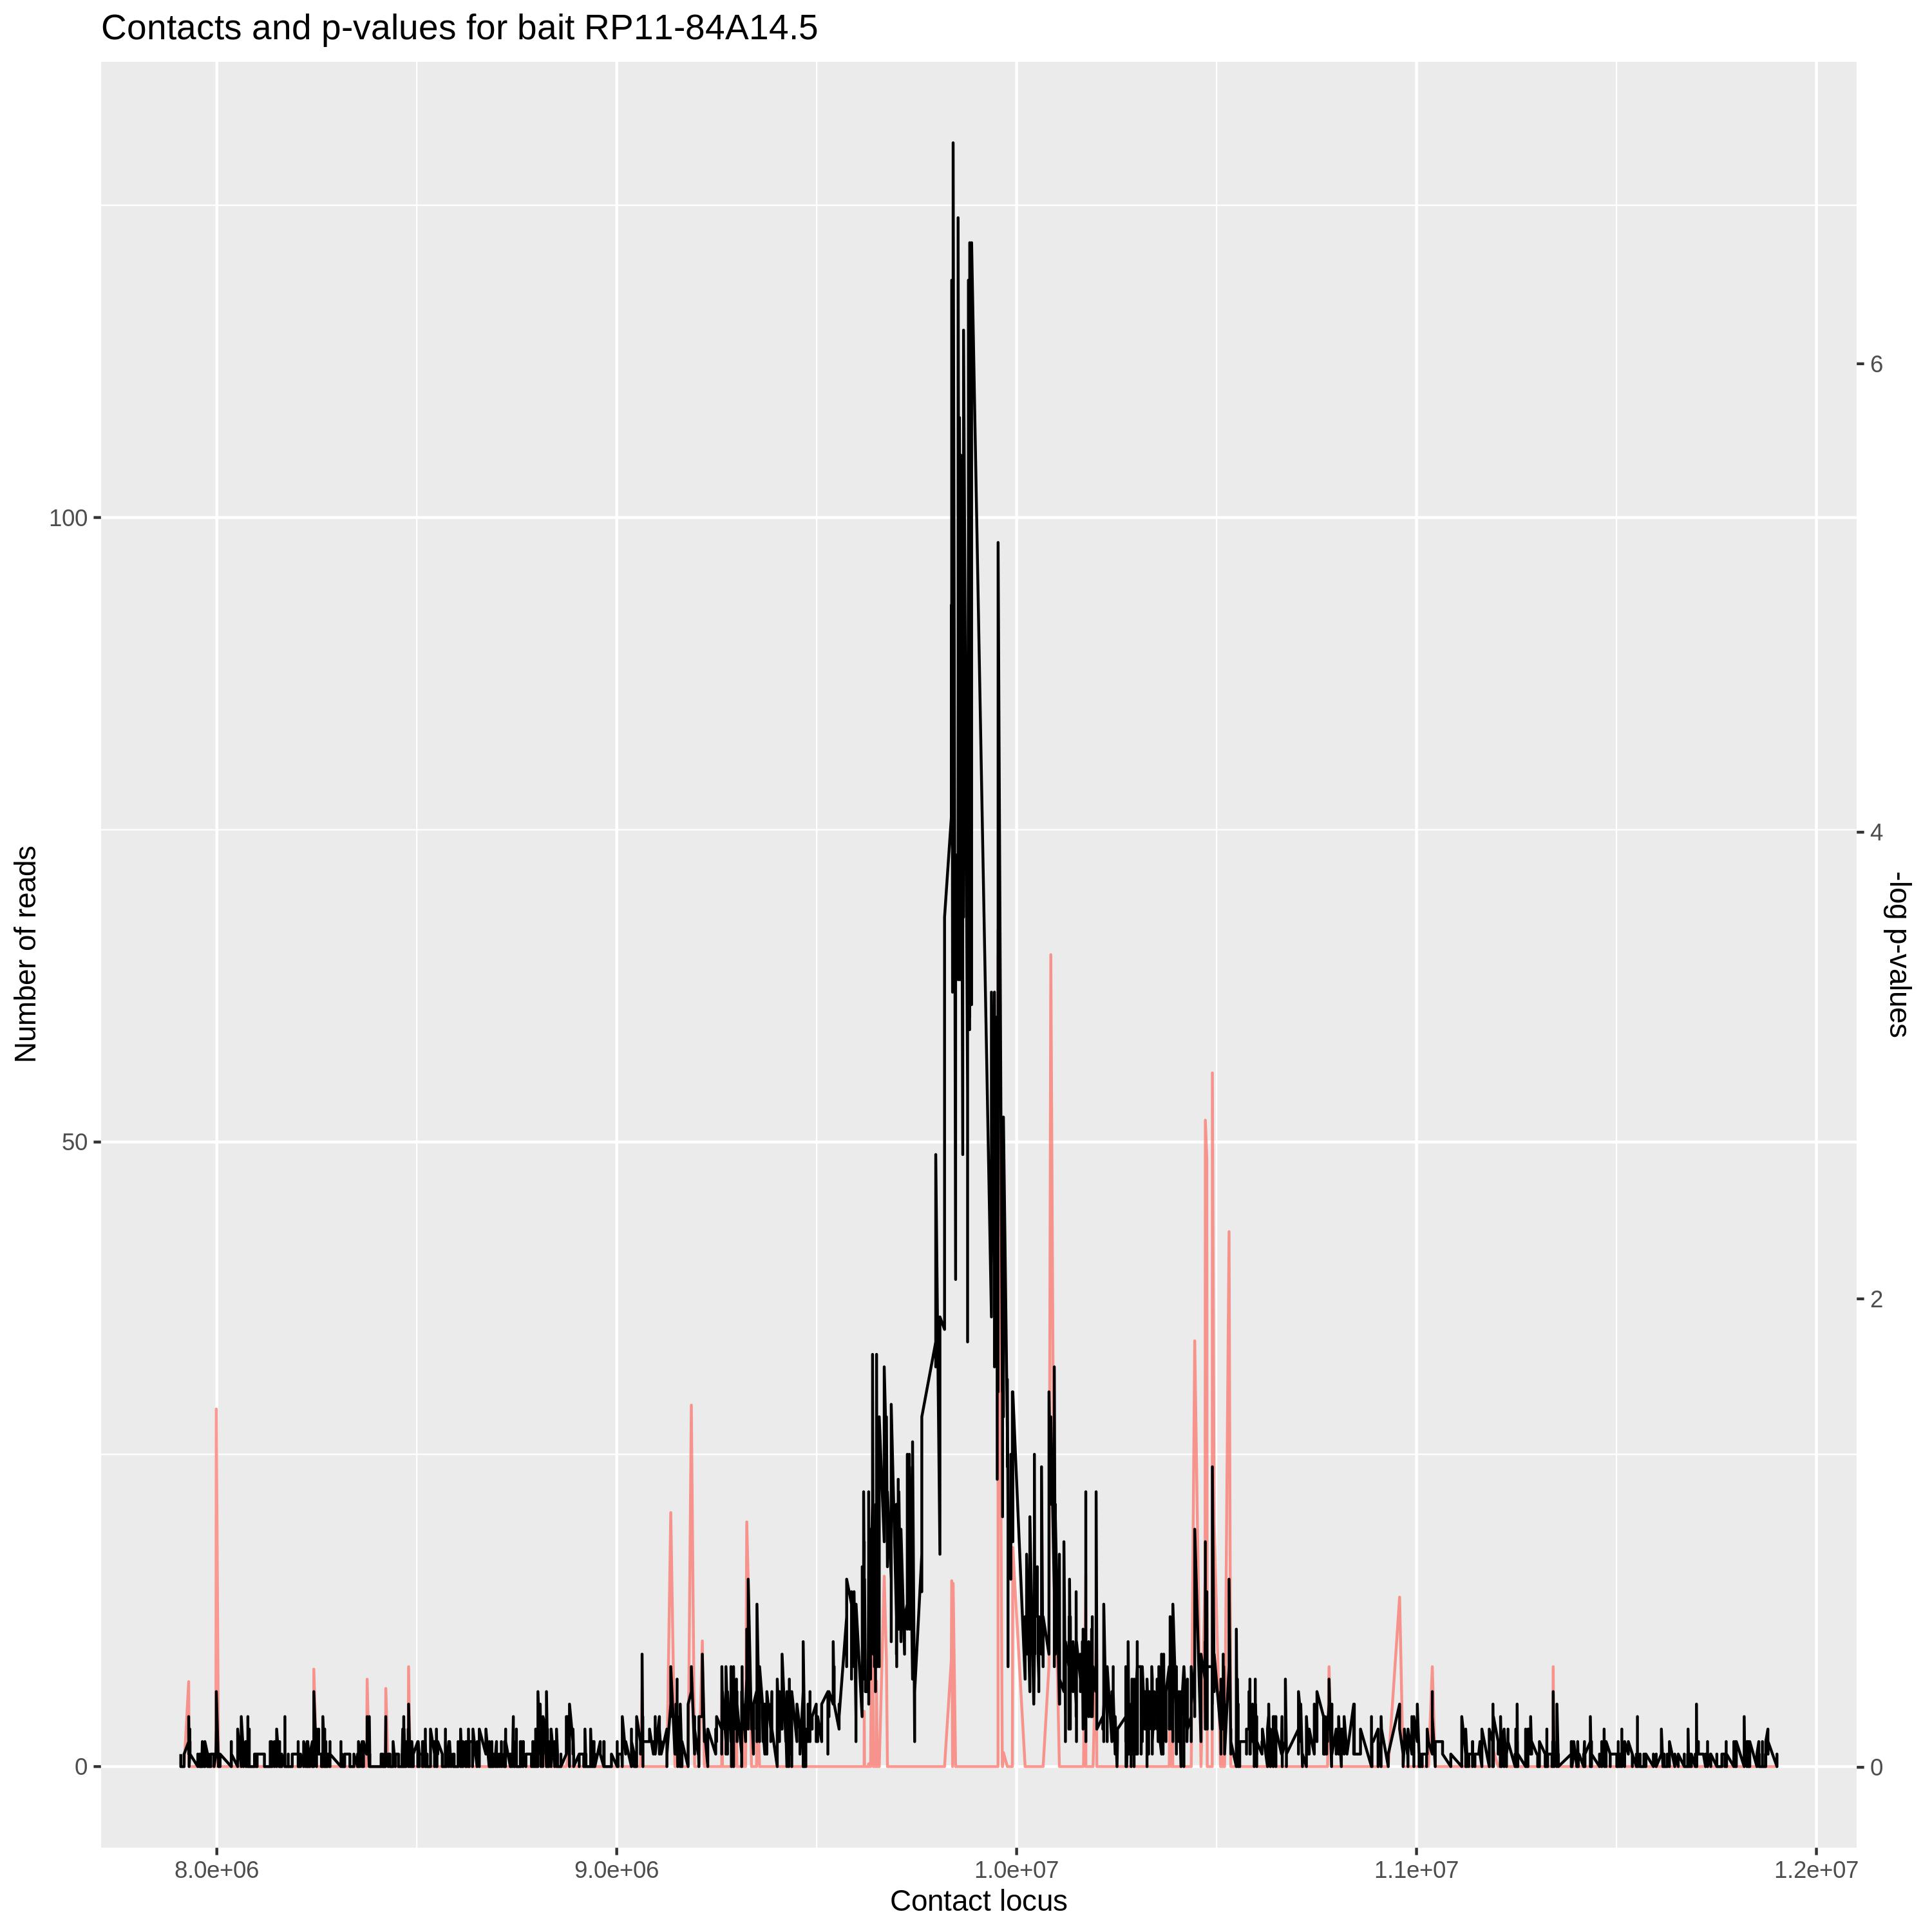 Contacts and p-values for bait RP11-84A14.5
Number of reads
100
50
0
6
4
2
0
-log p-values
8.0e+06 9.0e+06 1.0e+07 1.1e+07 1.2e+07
Contact locus